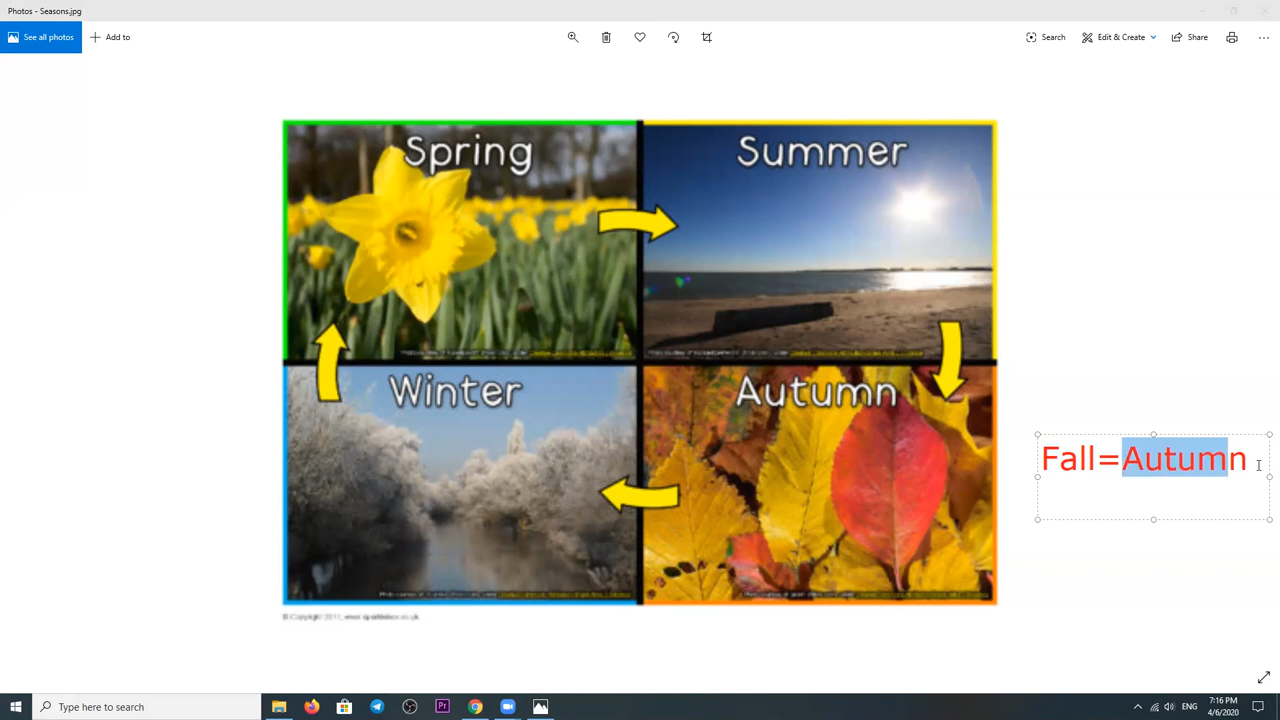 Photos - Seasons.jpg
See all photos
Add to
Search
Edit & Create
Share
Spring
Summer
Winter
Autumn
Fall=Autumn
Type here to search
ENG
7:16 PM
4/6/2020